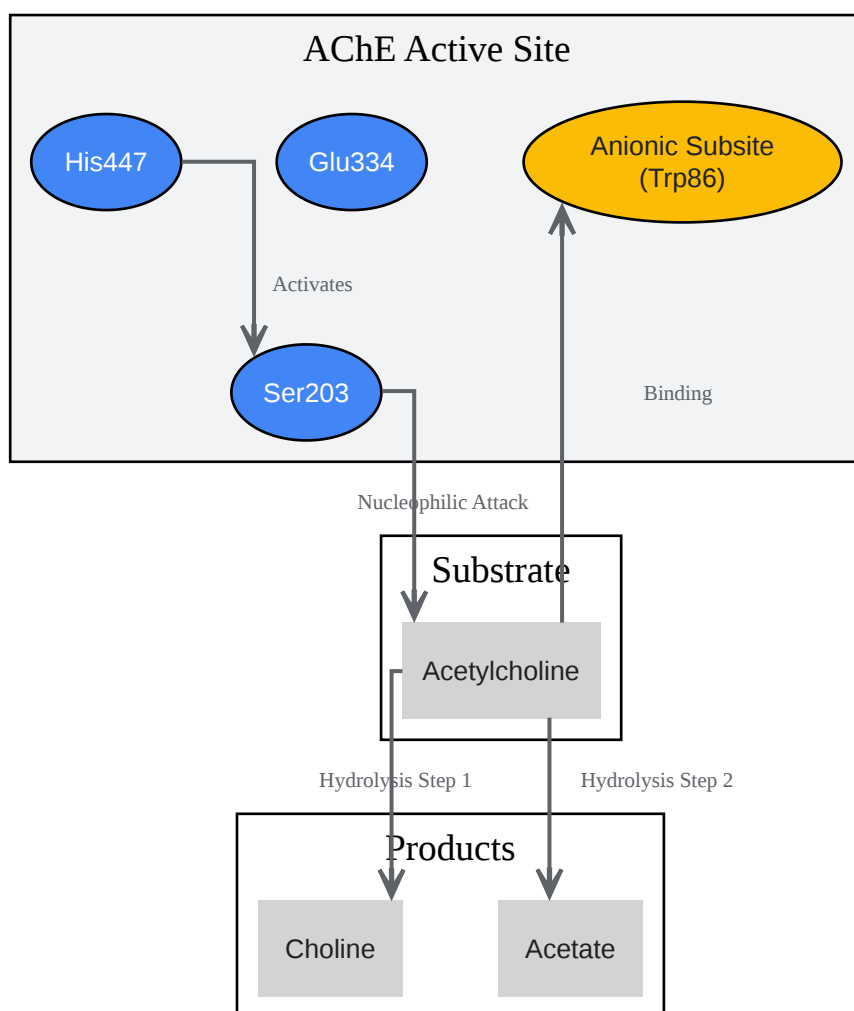 AChE Active Site
His447
Glu334
Anionic Subsite
(Trp86)
Activates
Ser203
Binding
Nucleophilic Attack
Substrate
Acetylcholine
Hydrolysis Step 1
Hydrolysis Step 2
Products
Choline
Acetate